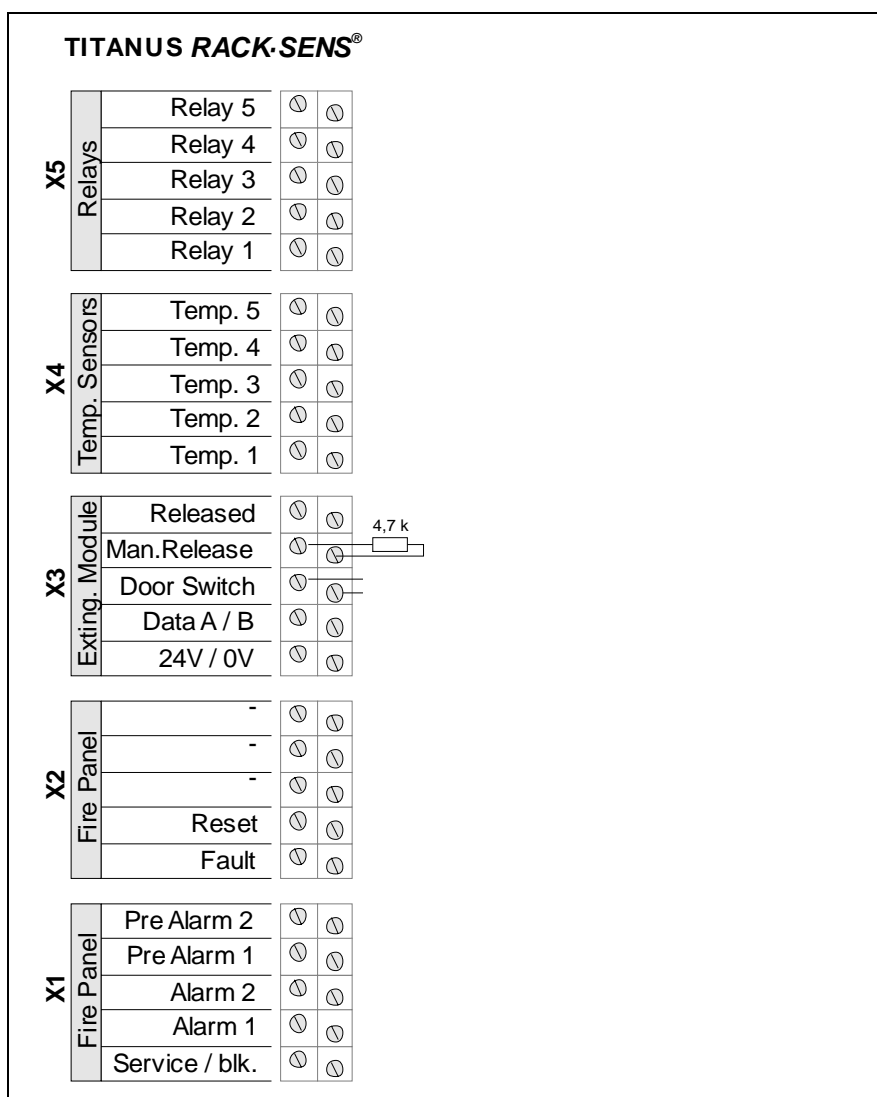 TITANUS RACK·SENS®
X5
Relays
Relay 5
Relay 4
Relay 3
Relay 2
Relay 1
X4
Temp. Sensors
Temp. 5
Temp. 4
Temp. 3
Temp. 2
Temp. 1
X3
Exting. Module
Released
Man.Release
Door Switch
Data A / B
24V / 0V
4,7 k
X2
Fire Panel
-
-
-
Reset
Fault
X1
Fire Panel
Pre Alarm 2
Pre Alarm 1
Alarm 2
Alarm 1
Service / blk.